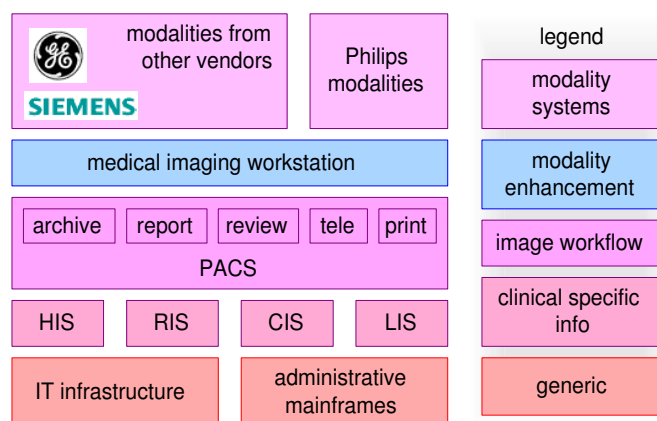 modalities from
other vendors
GE
SIEMENS
Philips
modalities
medical imaging workstation
archive report review tele print
PACS
HIS RIS CIS LIS
IT infrastructure
administrative
mainframes
legend
modality
systems
modality
enhancement
image workflow
clinical specific
info
generic